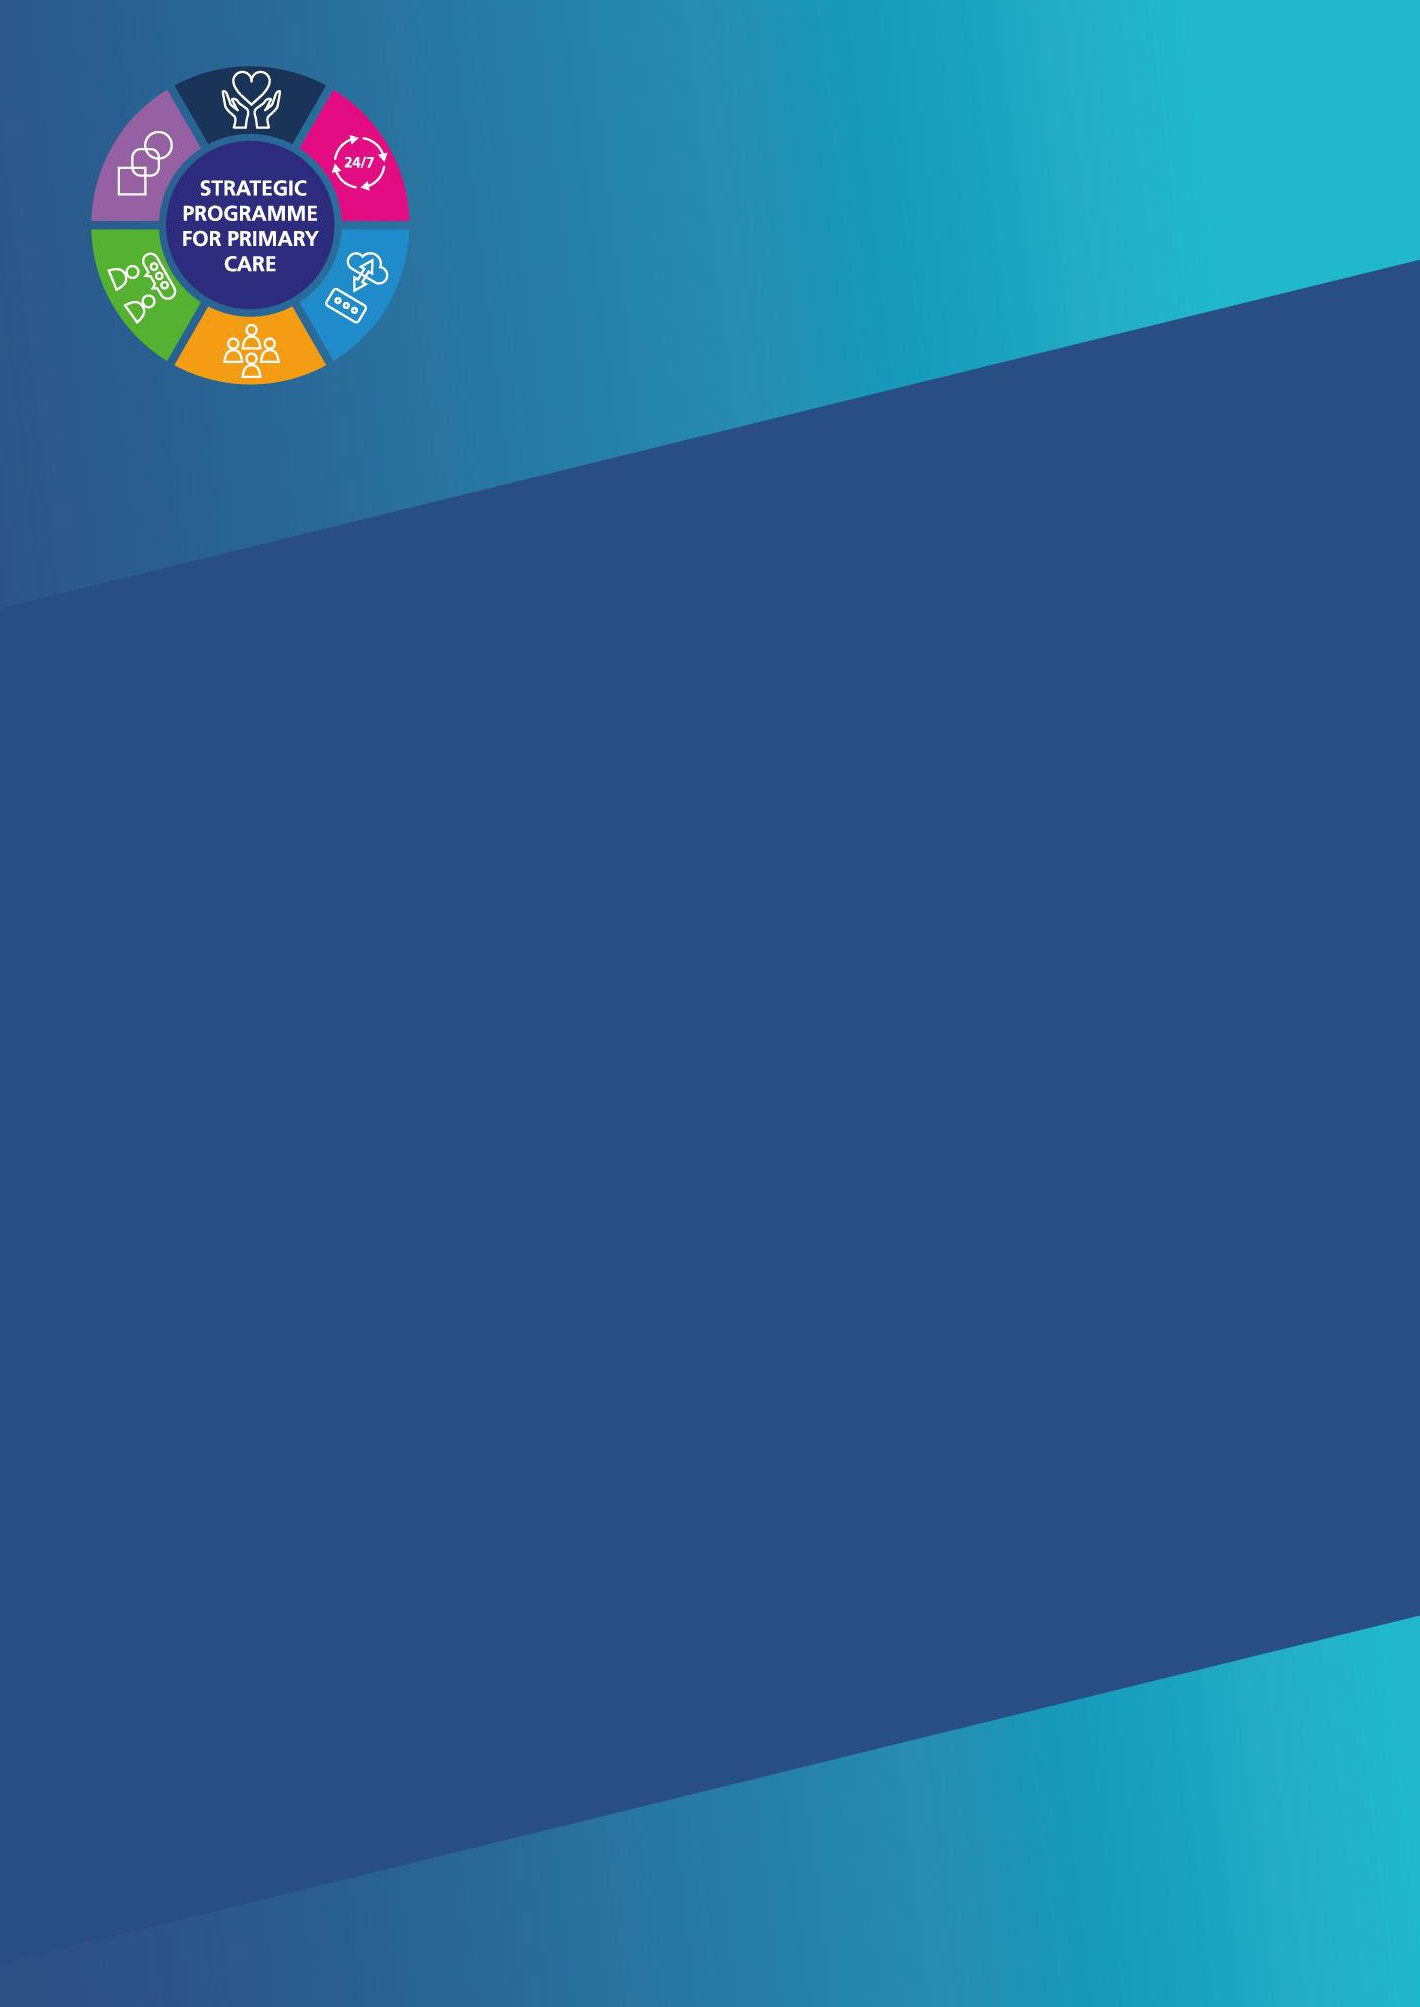 STRATEGIC
PROGRAMME
FOR PRIMARY
CARE
24/7